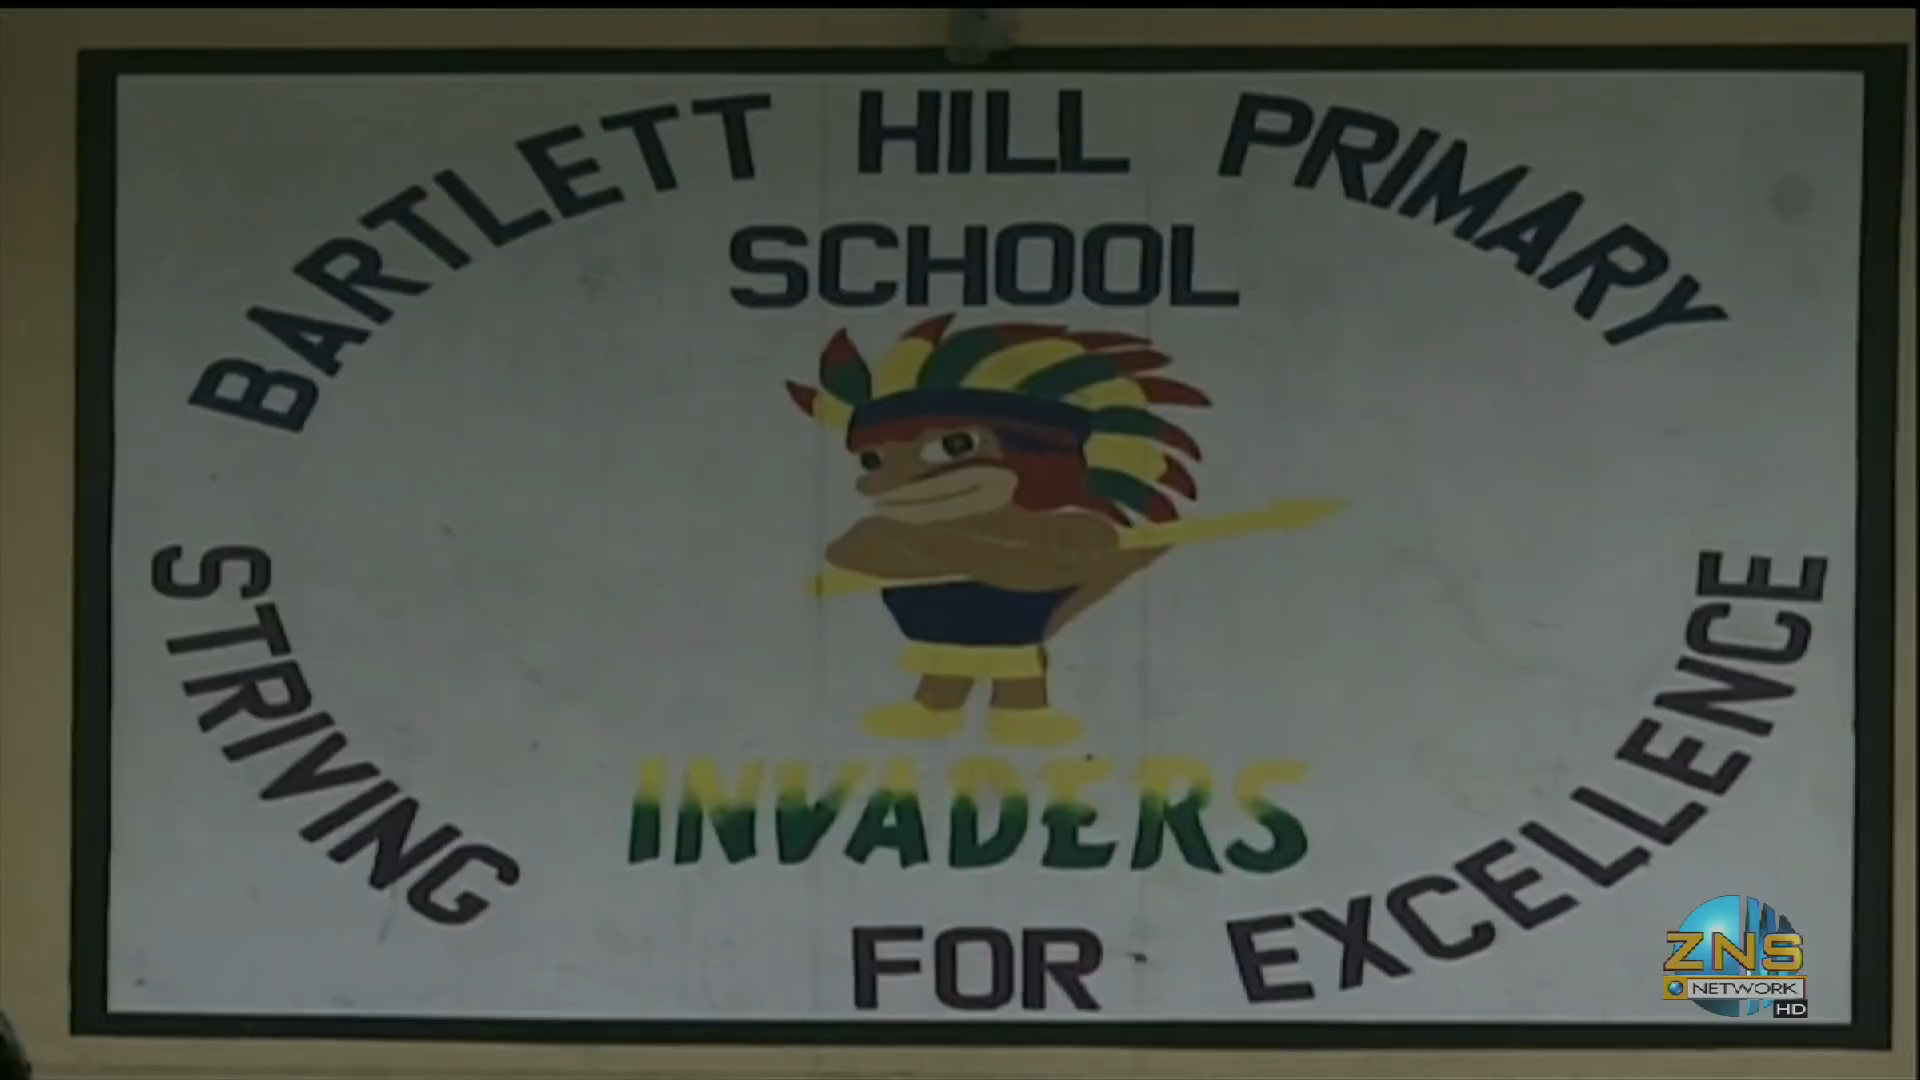 BARTLETT HILL PRIMARY
SCHOOL
INVADERS
STRIVING FOR EXCELLENCE
ZNS
NETWORK
HD